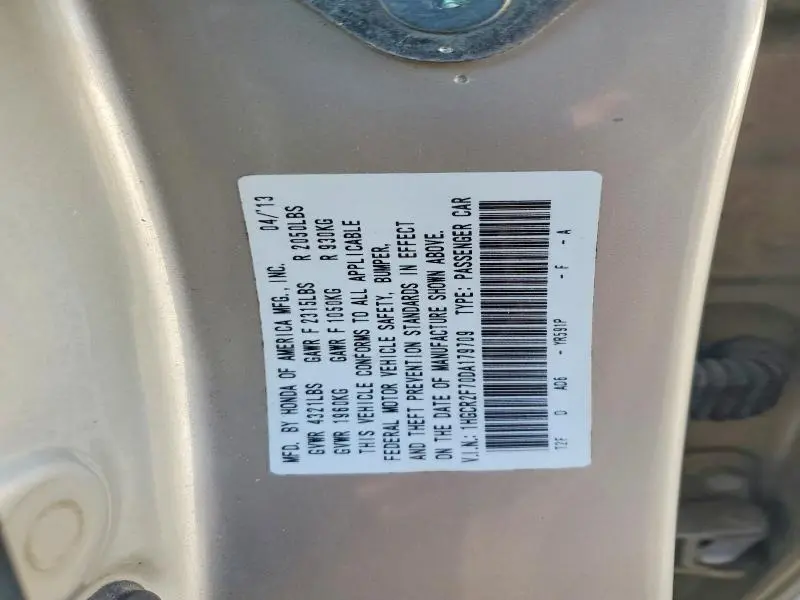 MFD. BY HONDA OF AMERICA MFG., INC. 04/13
GVWR 4321LBS GAWR F 2315LBS R 2050LBS
GVWR 1960KG GAWR F 1050KG R 930KG
THIS VEHICLE CONFORMS TO ALL APPLICABLE
FEDERAL MOTOR VEHICLE SAFETY, BUMPER,
AND THEFT PREVENTION STANDARDS IN EFFECT
ON THE DATE OF MANUFACTURE SHOWN ABOVE.
V.I.N.: 1HGCR2F70DA179709 TYPE: PASSENGER CAR
T2F D A06 - YR591P - F - A